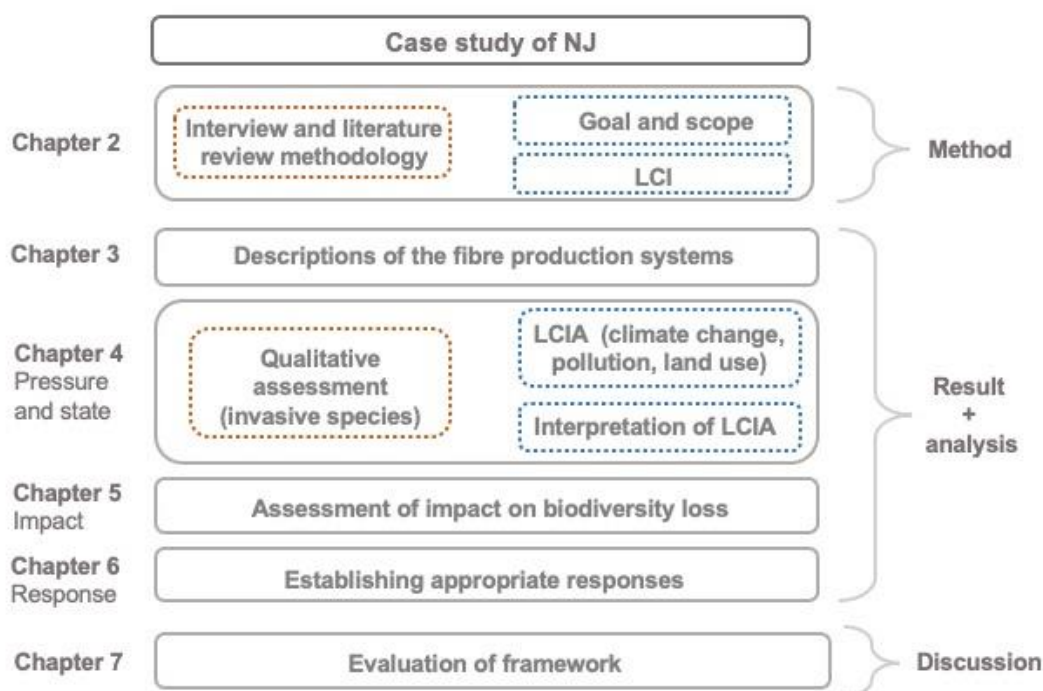 Case study of NJ
Chapter 2
Interview and literature
review methodology
Goal and scope
LCI
Method
Chapter 3
Descriptions of the fibre production systems
Chapter 4
Pressure
and state
Qualitative
assessment
(invasive species)
LCIA (climate change,
pollution, land use)
Interpretation of LCIA
Result
+
analysis
Chapter 5
Impact
Assessment of impact on biodiversity loss
Chapter 6
Response
Establishing appropriate responses
Chapter 7
Evaluation of framework
Discussion